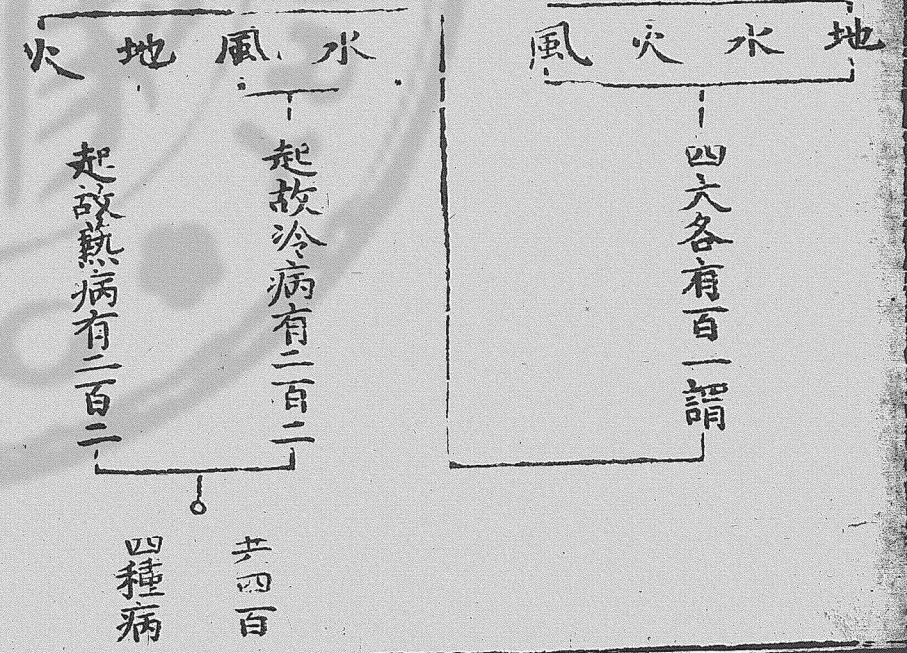 地水火風
四大各有百一謂
水風
起故冷病有二百二
地火
起故熱病有二百二
共四百
四種病